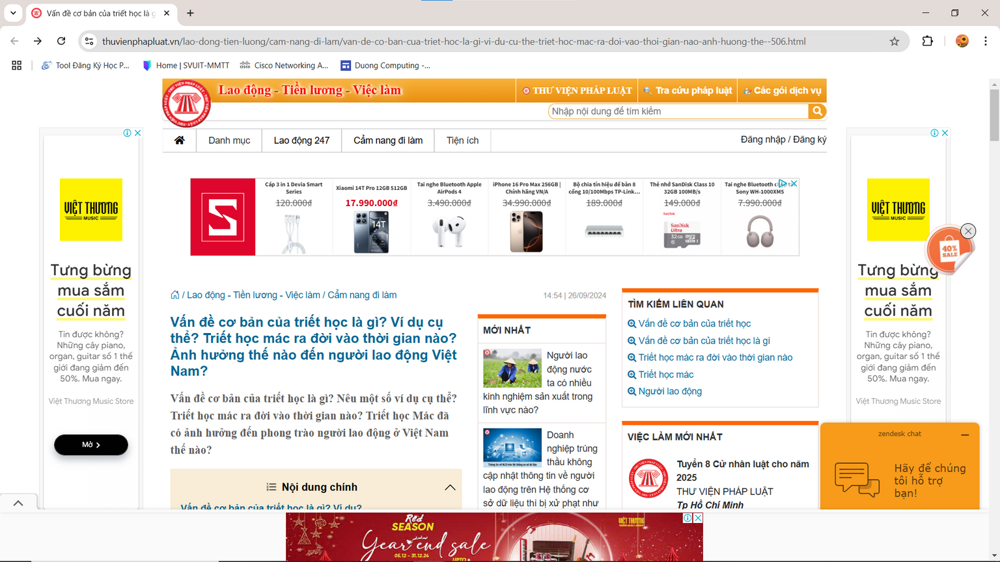 Vấn đề cơ bản của triết học là g
thuvienphapluat.vn/lao-dong-tien-luong/cam-nang-di-lam/van-de-co-ban-cua-triet-hoc-la-gi-vi-du-cu-the-triet-hoc-mac-ra-doi-vao-thoi-gian-nao-anh-huong-the--506.html
Tool Đăng Ký Học P...
Home | SVUIT-MMTT
Cisco Networking A...
Duong Computing -...
Lao động - Tiền lương - Việc làm
THƯ VIỆN PHÁP LUẬT
Tra cứu pháp luật
Các gói dịch vụ
Nhập nội dung để tìm kiếm
Danh mục
Lao động 247
Cẩm nang đi làm
Tiện ích
Đăng nhập / Đăng ký
VIỆT THƯƠNG
MUSIC
Tưng bừng
mua sắm
cuối năm
Tin được không?
Những cây piano,
organ, guitar số 1 thế
giới đang giảm đến
50%. Mua ngay.
Việt Thương Music Store
Mở
Cáp 3 in 1 Devia Smart
Series
120.000₫
Xiaomi 14T Pro 12GB 512GB
17.990.000₫
14T
Tai nghe Bluetooth Apple
AirPods 4
3.490.000₫
iPhone 16 Pro Max 256GB |
Chính hãng VN/A
34.990.000₫
Bộ chia tín hiệu để bàn 8
cổng 10/100Mbps TP-Link...
189.000₫
Thẻ nhớ SanDisk Class 10
32GB 100MB/s
149.000₫
SanDisk
Ultra
32GB
Tai nghe Bluetooth
Sony WH-1000XM5
7.990.000₫
/ Lao động - Tiền lương - Việc làm / Cẩm nang đi làm
14:54 | 26/09/2024
Vấn đề cơ bản của triết học là gì? Ví dụ cụ
thể? Triết học mác ra đời vào thời gian nào?
Ảnh hưởng thế nào đến người lao động Việt
Nam?
Vấn đề cơ bản của triết học là gì? Nêu một số ví dụ cụ thể?
Triết học mác ra đời vào thời gian nào? Triết học Mác đã
có ảnh hưởng đến phong trào người lao động ở Việt Nam
thế nào?
Nội dung chính
Vấn đề cơ bản của triết học là gì? Ví dụ?
MỚI NHẤT
Người lao
động nước
ta có nhiều
kinh nghiệm sản xuất trong
lĩnh vực nào?
Doanh
nghiệp trúng
thầu không
cập nhật thông tin về người
lao động trên Hệ thống cơ
sở dữ liệu thì bị xử phạt như
Thông tin về NLĐ trên Hệ thống cơ sở dữ liệu
TÌM KIẾM LIÊN QUAN
Vấn đề cơ bản của triết học
Vấn đề cơ bản của triết học là gì
Triết học mác ra đời vào thời gian nào
Triết học mác
Người lao động
VIỆC LÀM MỚI NHẤT
Tuyển 8 Cử nhân luật cho năm
2025
THƯ VIỆN PHÁP LUẬT
Tp Hồ Chí Minh
VIỆT THƯƠNG
MUSIC
Tưng bừng
mua sắm
cuối năm
Tin được không?
Những cây piano,
organ, guitar số 1 thế
giới đang giảm đến
50%. Mua ngay.
Việt Thương Music Store
40%
SALE
zendesk chat
Hãy để chúng
tôi hỗ trợ
bạn!
Red
SEASON
Year end sale
05.12 - 31.12.24
UPTO
VIỆT THƯƠNG